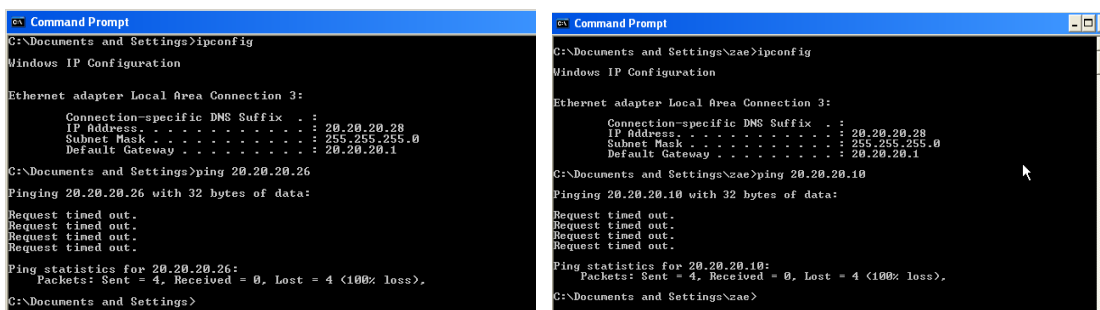 Command Prompt
C:\Documents and Settings>ipconfig
Windows IP Configuration
Ethernet adapter Local Area Connection 3:
Connection-specific DNS Suffix . :
IP Address. . . . . . . . . . . . : 20.20.20.28
Subnet Mask . . . . . . . . . . . : 255.255.255.0
Default Gateway . . . . . . . . . : 20.20.20.1
C:\Documents and Settings>ping 20.20.20.26
Pinging 20.20.20.26 with 32 bytes of data:
Request timed out.
Request timed out.
Request timed out.
Request timed out.
Ping statistics for 20.20.20.26:
Packets: Sent = 4, Received = 0, Lost = 4 (100% loss),
C:\Documents and Settings>
Command Prompt
C:\Documents and Settings\zae>ipconfig
Windows IP Configuration
Ethernet adapter Local Area Connection 3:
Connection-specific DNS Suffix . :
IP Address. . . . . . . . . . . . : 20.20.20.28
Subnet Mask . . . . . . . . . . . : 255.255.255.0
Default Gateway . . . . . . . . . : 20.20.20.1
C:\Documents and Settings\zae>ping 20.20.20.10
Pinging 20.20.20.10 with 32 bytes of data:
Request timed out.
Request timed out.
Request timed out.
Request timed out.
Ping statistics for 20.20.20.10:
Packets: Sent = 4, Received = 0, Lost = 4 (100% loss),
C:\Documents and Settings\zae>